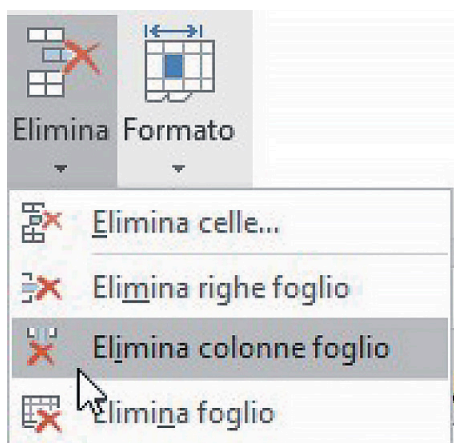 Elimina Formato
Elimina celle...
Elimina righe foglio
Elimina colonne foglio
Elimina foglio